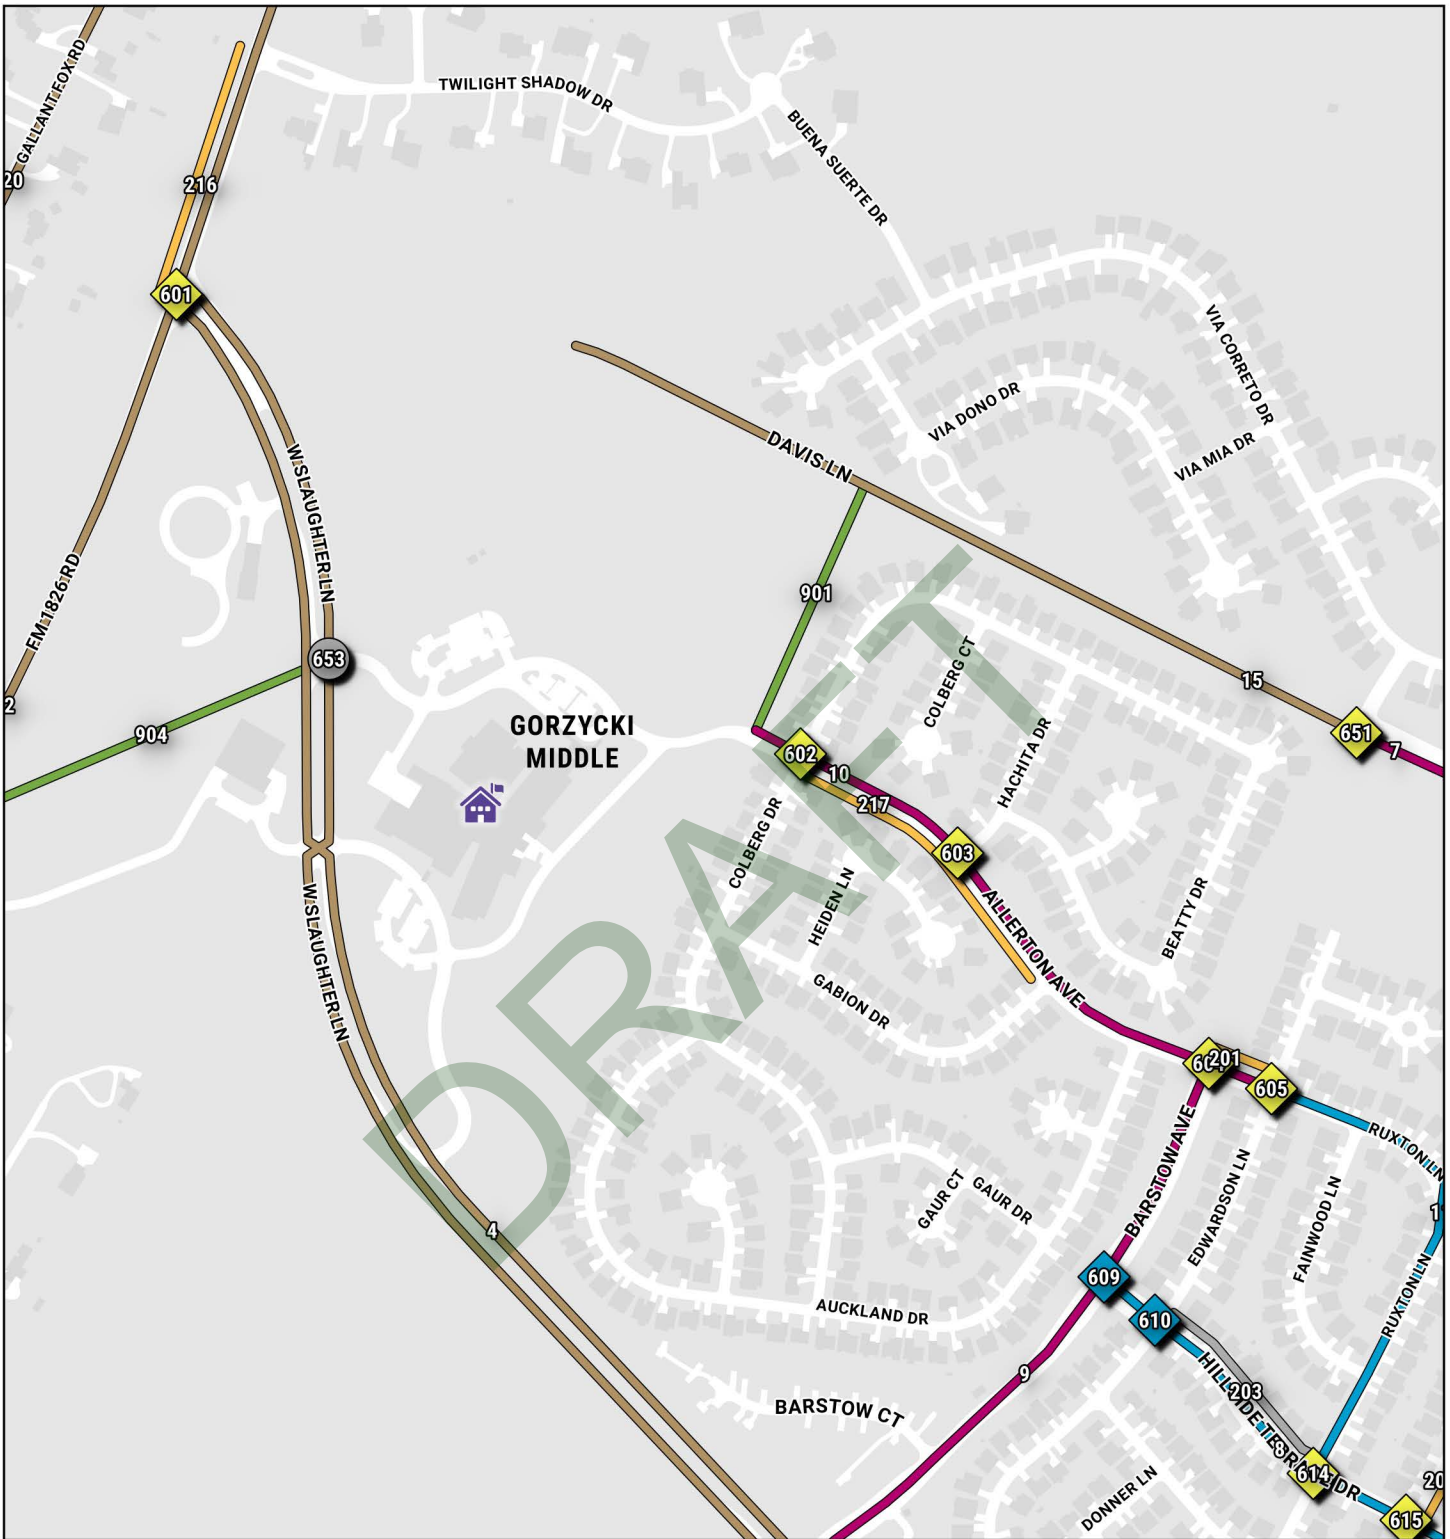 GALLANT FOX RD
TWILIGHT SHADOW DR
BUENA SUERTE DR
20
216
601
VIA CORRETO DR
VIA DONO DR
VIA MIA DR
DAVIS LN
W SLAUGHTER LN
FM 1826 RD
901
653
COLBERG CT
15
2
904
GORZYCKI
MIDDLE
602
10
217
HACHITA DR
651
7
COLBERG DR
603
HEIDEN LN
ALLERTON AVE
BEATTY DR
W SLAUGHTER LN
GABION DR
DRAFT
201
605
RUXTON LN
BARSTOW AVE
EDWARDSON LN
FAINWOOD LN
GAUR CT
GAUR DR
4
1
609
610
RUXTON LN
AUCKLAND DR
9
203
BARSTOW CT
8
614
DR
DONNER LN
20
615